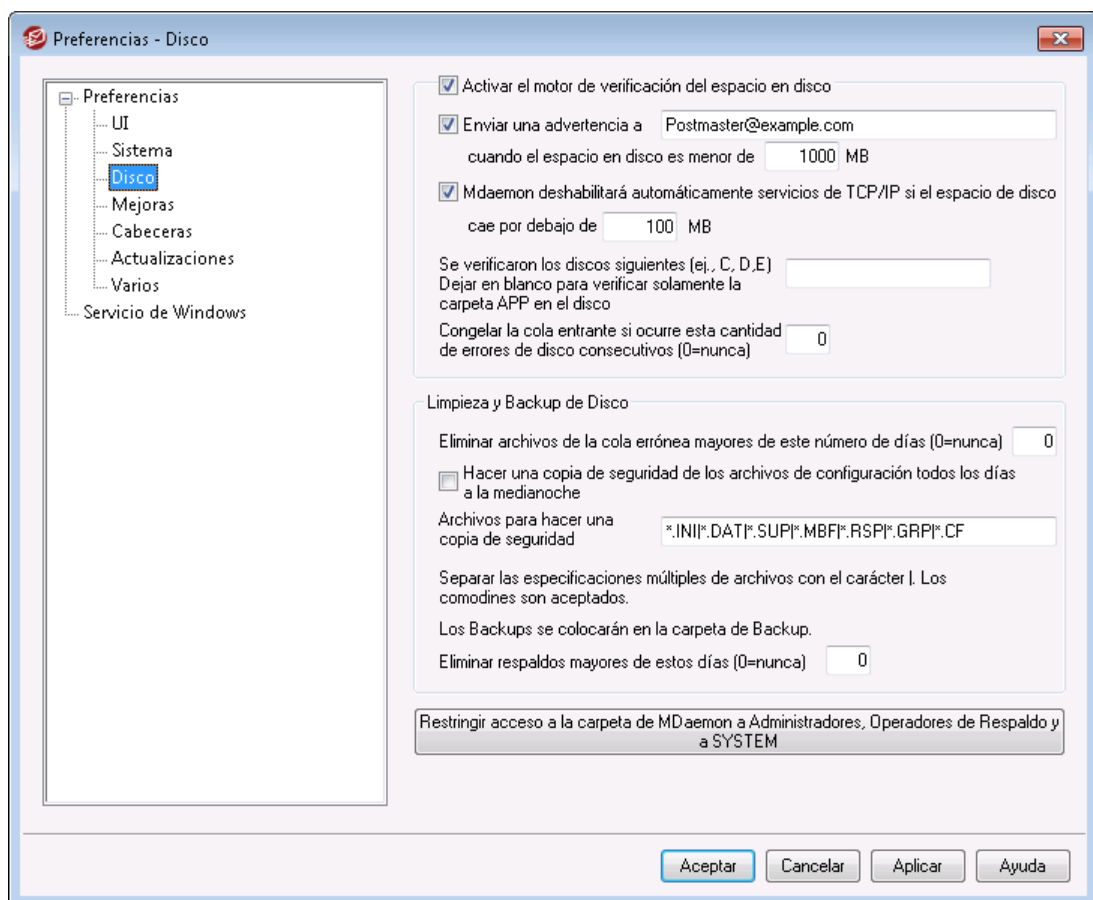 Preferencias - Disco
Preferencias
UI
Sistema
Disco
Mejoras
Cabeceras
Actualizaciones
Varios
Servicio de Windows
Activar el motor de verificación del espacio en disco
Enviar una advertencia a Postmaster@example.com
cuando el espacio en disco es menor de 1000 MB
Mdaemon deshabilitará automáticamente servicios de TCP/IP si el espacio de disco
cae por debajo de 100 MB
Se verificaron los discos siguientes (ej., C, D,E)
Dejar en blanco para verificar solamente la
carpeta APP en el disco
Congelar la cola entrante si ocurre esta cantidad
de errores de disco consecutivos (0=nunca) 0
Limpieza y Backup de Disco
Eliminar archivos de la cola errónea mayores de este número de días (0=nunca) 0
Hacer una copia de seguridad de los archivos de configuración todos los días
a la medianoche
Archivos para hacer una
copia de seguridad *.INI|*.DAT|*.SUP|*.MBF|*.RSP|*.GRP|*.CF
Separar las especificaciones múltiples de archivos con el carácter |. Los
comodines son aceptados.
Los Backups se colocarán en la carpeta de Backup.
Eliminar respaldos mayores de estos días (0=nunca) 0
Restringir acceso a la carpeta de MDaemon a Administradores, Operadores de Respaldo y
a SYSTEM
Aceptar Cancelar Aplicar Ayuda